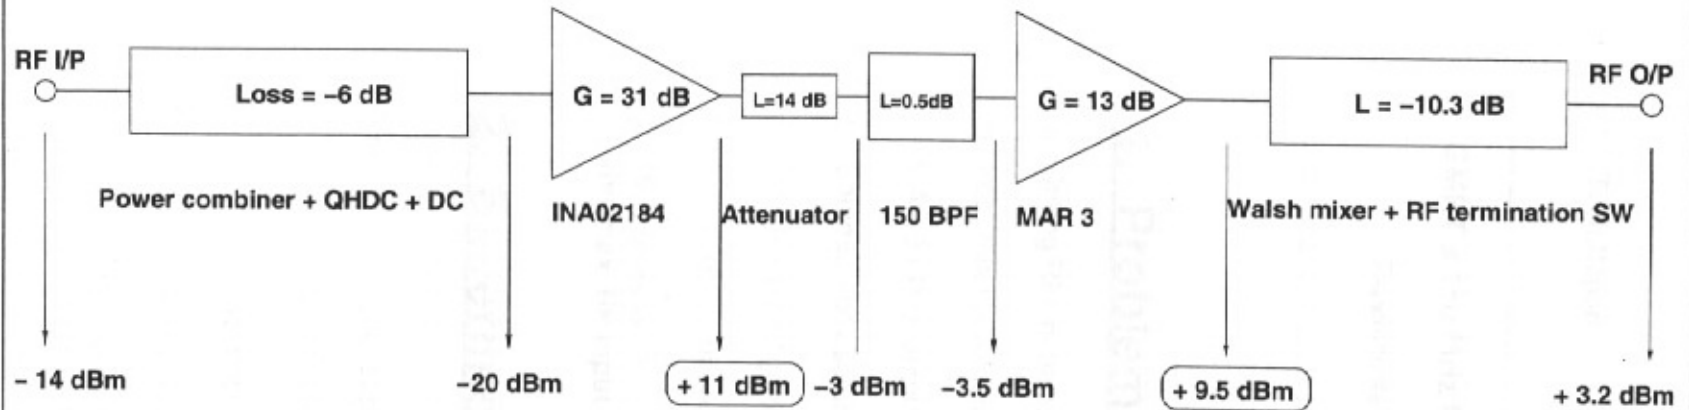 RF I/P
Loss = –6 dB
G = 31 dB
L=14 dB
L=0.5dB
G = 13 dB
L = –10.3 dB
RF O/P
Power combiner + QHDC + DC
INA02184
Attenuator
150 BPF
MAR 3
Walsh mixer + RF termination SW
– 14 dBm
–20 dBm
+ 11 dBm
–3 dBm
–3.5 dBm
+ 9.5 dBm
+ 3.2 dBm